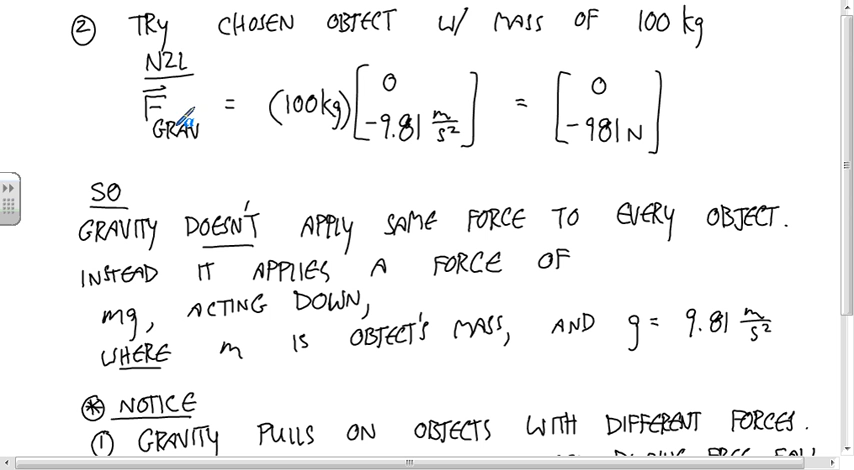 ② TRY CHOSEN OBJECT W/ MASS OF 100 kg
N2L
F GRAV = (100kg) [0, -9.81 m/s²] = [0, -981 N]
SO
GRAVITY DOESN'T APPLY SAME FORCE TO EVERY OBJECT.
INSTEAD IT APPLIES A FORCE OF
mg, ACTING DOWN,
WHERE m IS OBJECT'S MASS, AND g = 9.81 m/s²
* NOTICE
① GRAVITY PULLS ON OBJECTS WITH DIFFERENT FORCES.